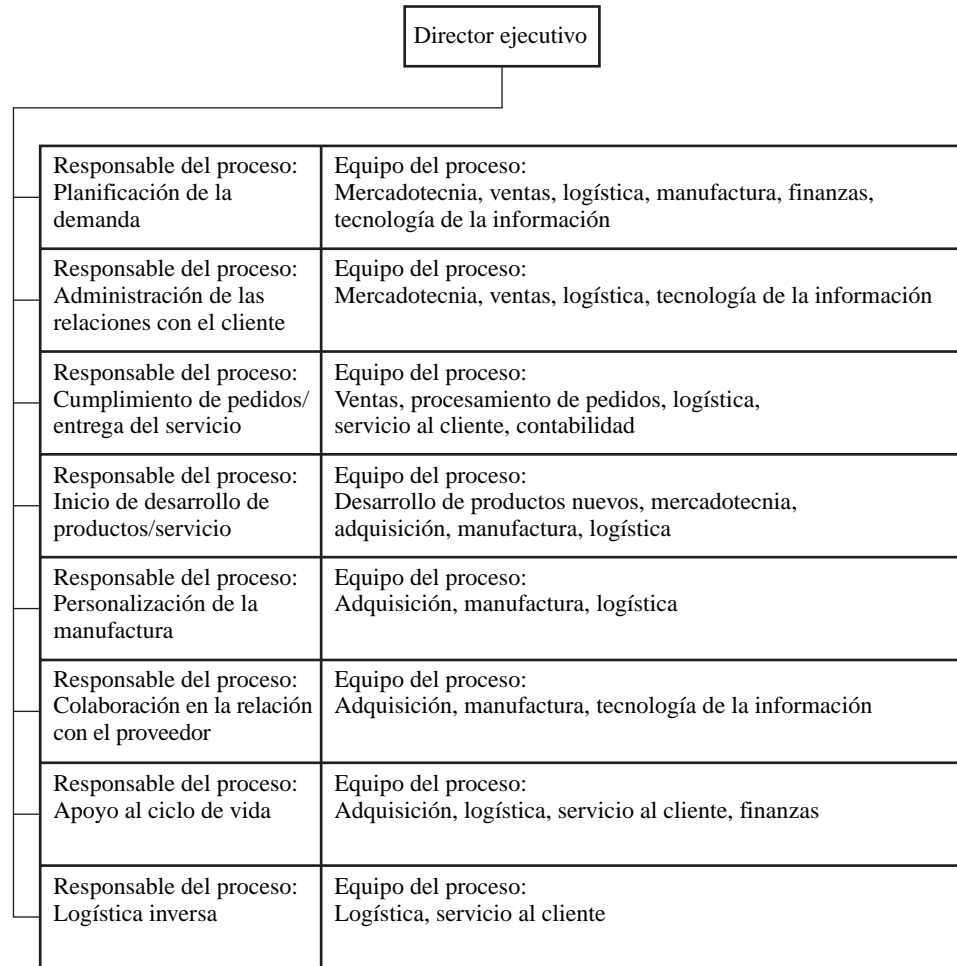 Director ejecutivo
Responsable del proceso:
Planificación de la
demanda
Equipo del proceso:
Mercadotecnia, ventas, logística, manufactura, finanzas,
tecnología de la información
Responsable del proceso:
Administración de las
relaciones con el cliente
Equipo del proceso:
Mercadotecnia, ventas, logística, tecnología de la información
Responsable del proceso:
Cumplimiento de pedidos/
entrega del servicio
Equipo del proceso:
Ventas, procesamiento de pedidos, logística,
servicio al cliente, contabilidad
Responsable del proceso:
Inicio de desarrollo de
productos/servicio
Equipo del proceso:
Desarrollo de productos nuevos, mercadotecnia,
adquisición, manufactura, logística
Responsable del proceso:
Personalización de la
manufactura
Equipo del proceso:
Adquisición, manufactura, logística
Responsable del proceso:
Colaboración en la relación
con el proveedor
Equipo del proceso:
Adquisición, manufactura, tecnología de la información
Responsable del proceso:
Apoyo al ciclo de vida
Equipo del proceso:
Adquisición, logística, servicio al cliente, finanzas
Responsable del proceso:
Logística inversa
Equipo del proceso:
Logística, servicio al cliente